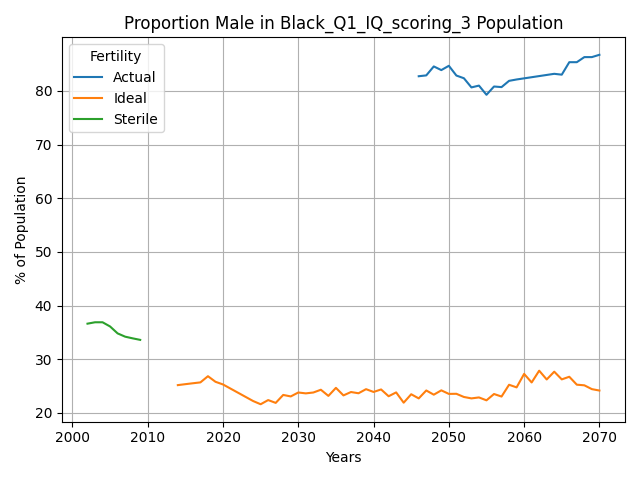 Proportion Male in Black_Q1_IQ_scoring_3 Population
Fertility
Actual
Ideal
Sterile
% of Population
80
70
60
50
40
30
20
2000 2010 2020 2030 2040 2050 2060 2070
Years